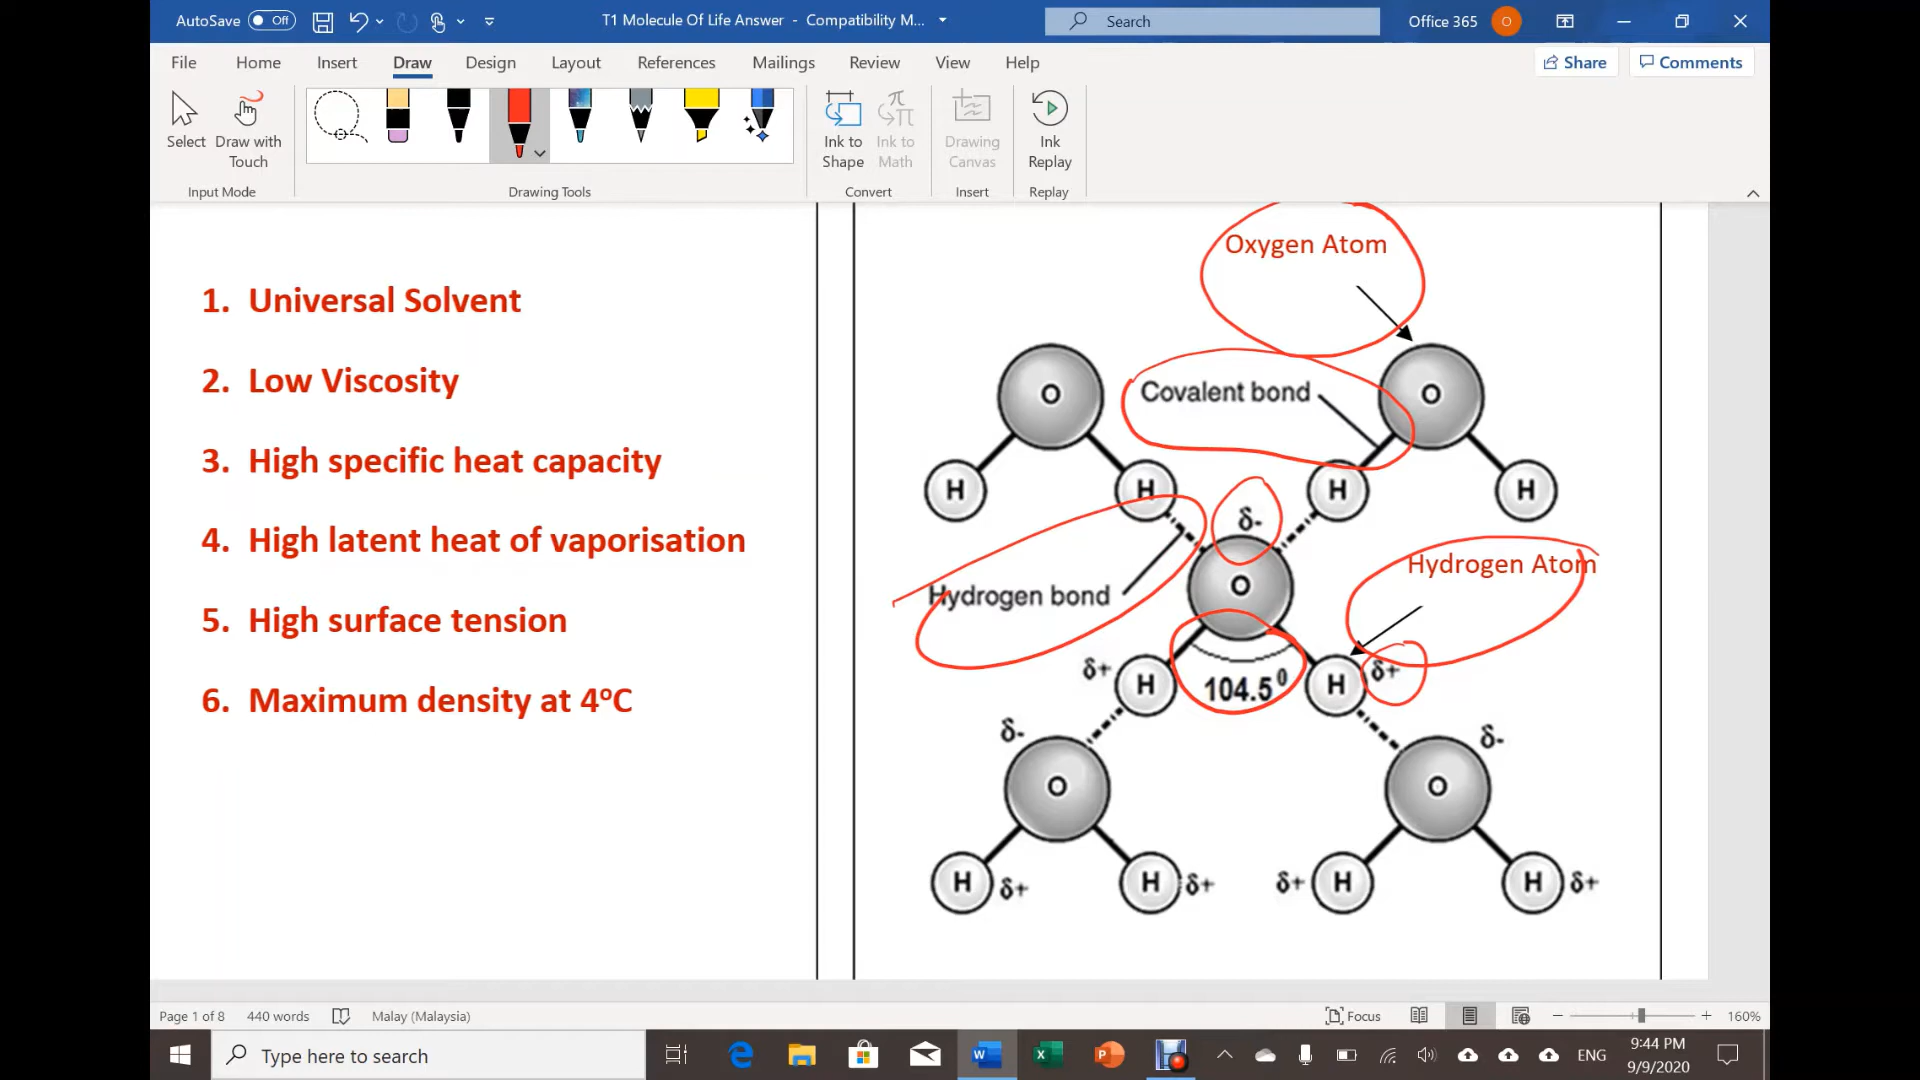 AutoSave Off
T1 Molecule Of Life Answer - Compatibility M...
Search
Office 365 O
File Home Insert Draw Design Layout References Mailings Review View Help
Share Comments
Select
Draw with Touch
Ink to Shape
Ink to Math
Drawing Canvas
Ink Replay
Input Mode
Drawing Tools
Convert
Insert
Replay
1. Universal Solvent
2. Low Viscosity
3. High specific heat capacity
4. High latent heat of vaporisation
5. High surface tension
6. Maximum density at 4ºC
Oxygen Atom
O
Covalent bond
O
H H H H
δ-
Hydrogen bond
O
Hydrogen Atom
δ+ H 104.5⁰ H δ+
δ- δ-
O O
H δ+ H δ+ δ+ H H δ+
Page 1 of 8 440 words Malay (Malaysia)
Focus
160%
Type here to search
ENG
9:44 PM
9/9/2020